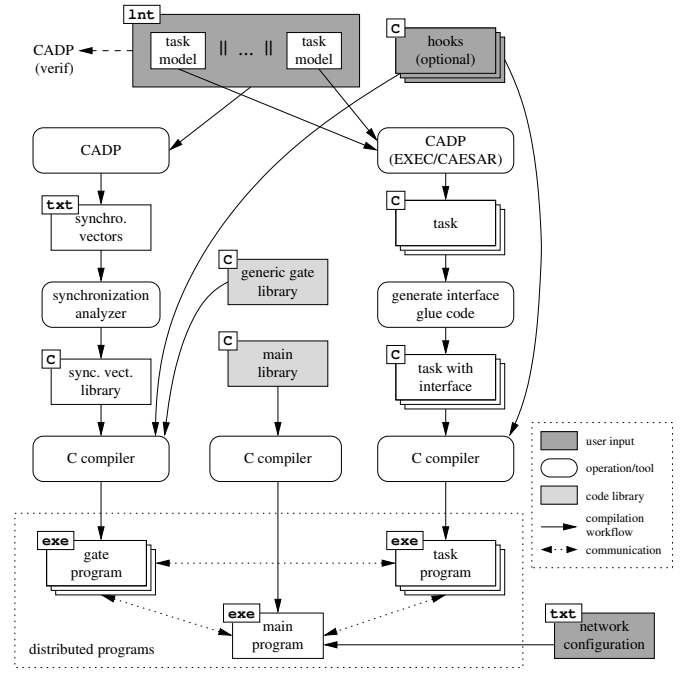 lnt
task
model
|| ... ||
task
model
CADP
(verif)
C
hooks
(optional)
CADP
CADP
(EXEC/CAESAR)
txt
synchro.
vectors
C
task
C
generic gate
library
synchronization
analyzer
generate interface
glue code
C
sync. vect.
library
C
main
library
C
task with
interface
C compiler
C compiler
C compiler
user input
operation/tool
code library
compilation
workflow
communication
exe
gate
program
exe
task
program
exe
main
program
distributed programs
txt
network
configuration